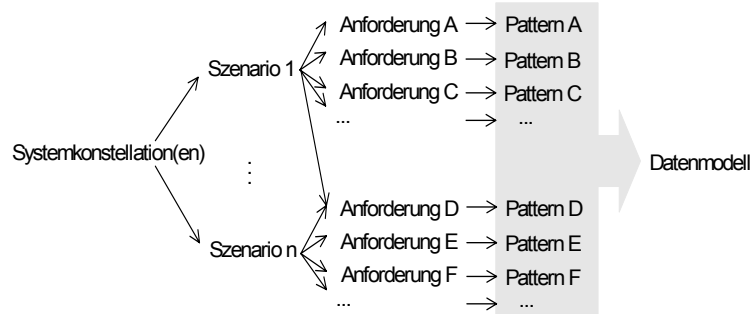 Anforderung A
Pattern A
Anforderung B
Pattern B
Szenario 1
Anforderung C
Pattern C
...
...
Systemkonstellation(en)
...
Datenmodell
Anforderung D
Pattern D
Anforderung E
Pattern E
Szenario n
Anforderung F
Pattern F
...
...